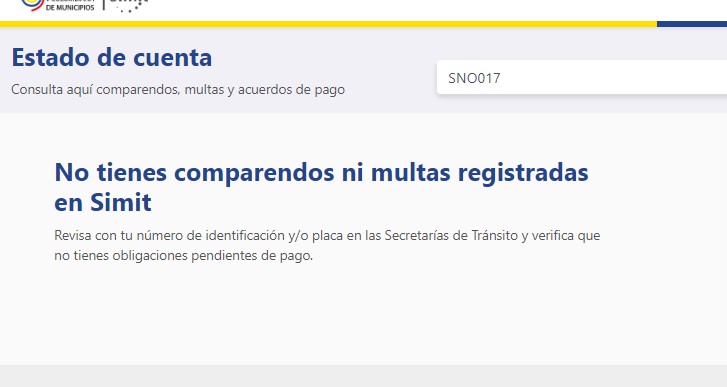 DE MUNICIPIOS
Estado de cuenta
Consulta aquí comparendos, multas y acuerdos de pago
SNO017
No tienes comparendos ni multas registradas
en Simit
Revisa con tu número de identificación y/o placa en las Secretarías de Tránsito y verifica que
no tienes obligaciones pendientes de pago.